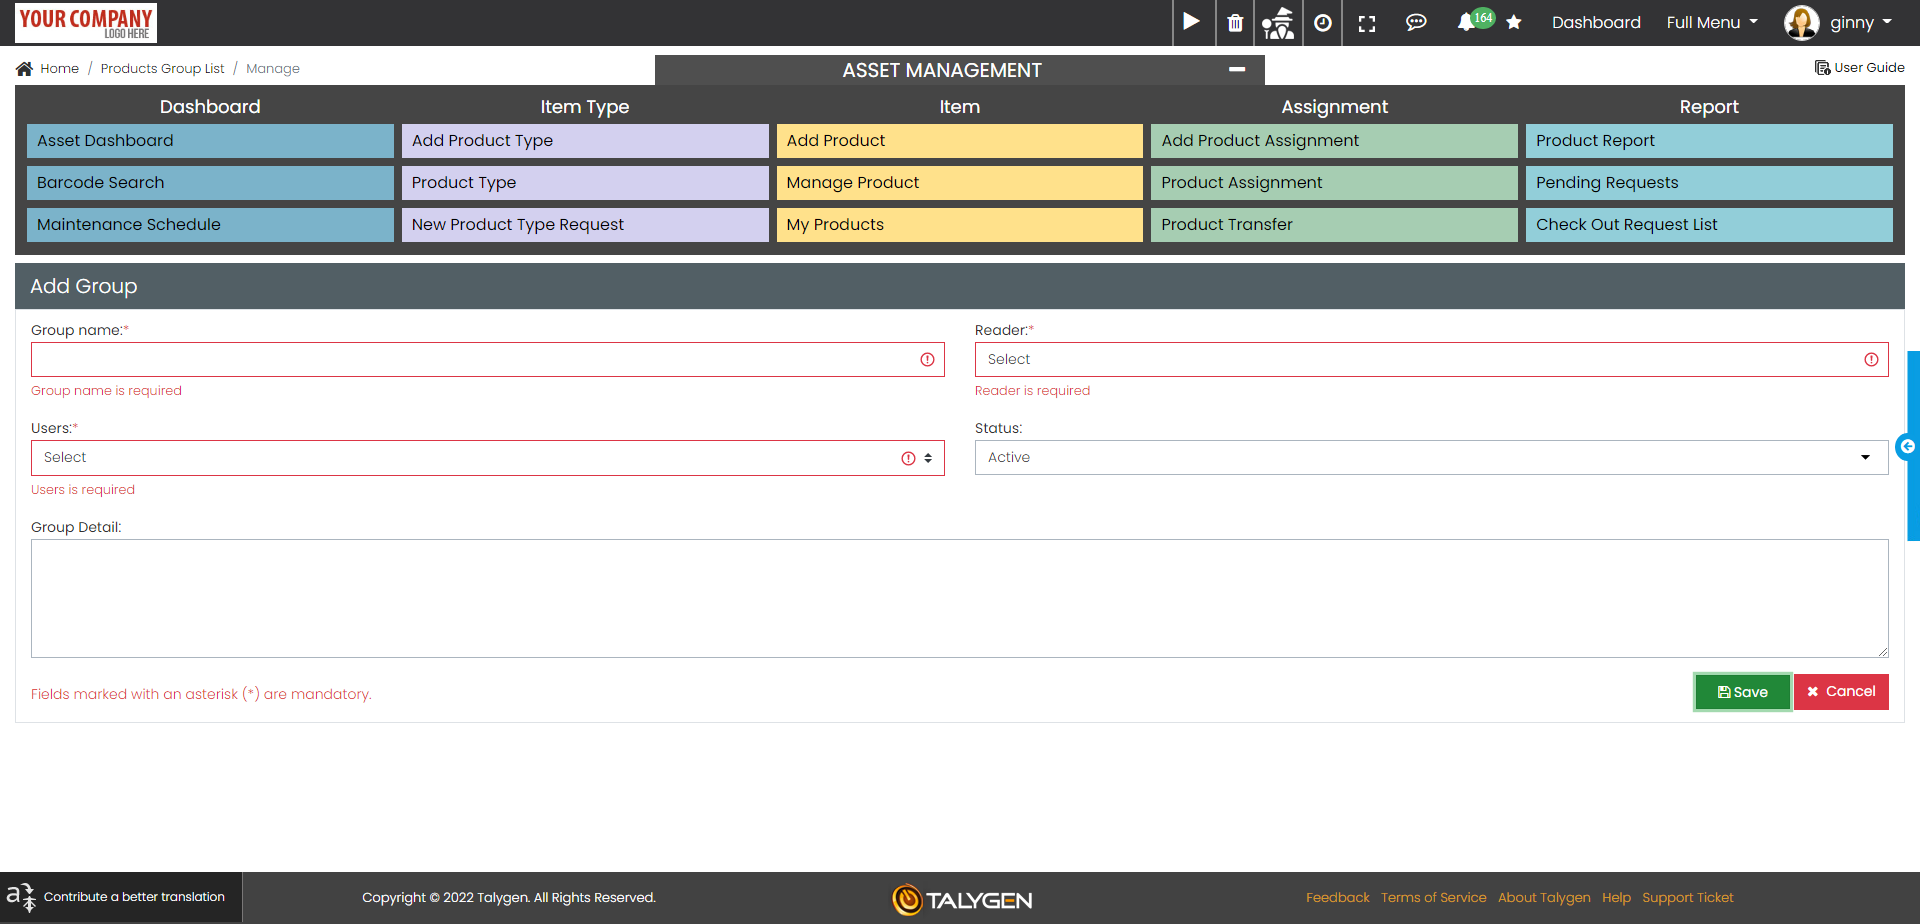 YOUR COMPANY
LOGO HERE
164
Dashboard
Full Menu
ginny
Home / Products Group List / Manage
ASSET MANAGEMENT
User Guide
Dashboard
Item Type
Item
Assignment
Report
Asset Dashboard
Add Product Type
Add Product
Add Product Assignment
Product Report
Barcode Search
Product Type
Manage Product
Product Assignment
Pending Requests
Maintenance Schedule
New Product Type Request
My Products
Product Transfer
Check Out Request List
Add Group
Group name:*
Reader:*
Select
Group name is required
Reader is required
Users:*
Status:
Select
Active
Users is required
Group Detail:
Fields marked with an asterisk (*) are mandatory.
Save
Cancel
Contribute a better translation
Copyright © 2022 Talygen. All Rights Reserved.
TALYGEN
Feedback
Terms of Service
About Talygen
Help
Support Ticket